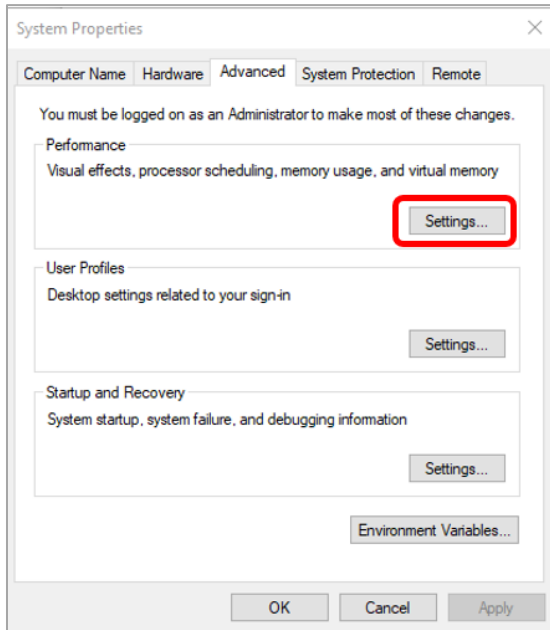 System Properties
Computer Name Hardware Advanced System Protection Remote
You must be logged on as an Administrator to make most of these changes.
Performance
Visual effects, processor scheduling, memory usage, and virtual memory
Settings...
User Profiles
Desktop settings related to your sign-in
Settings...
Startup and Recovery
System startup, system failure, and debugging information
Settings...
Environment Variables...
OK Cancel Apply